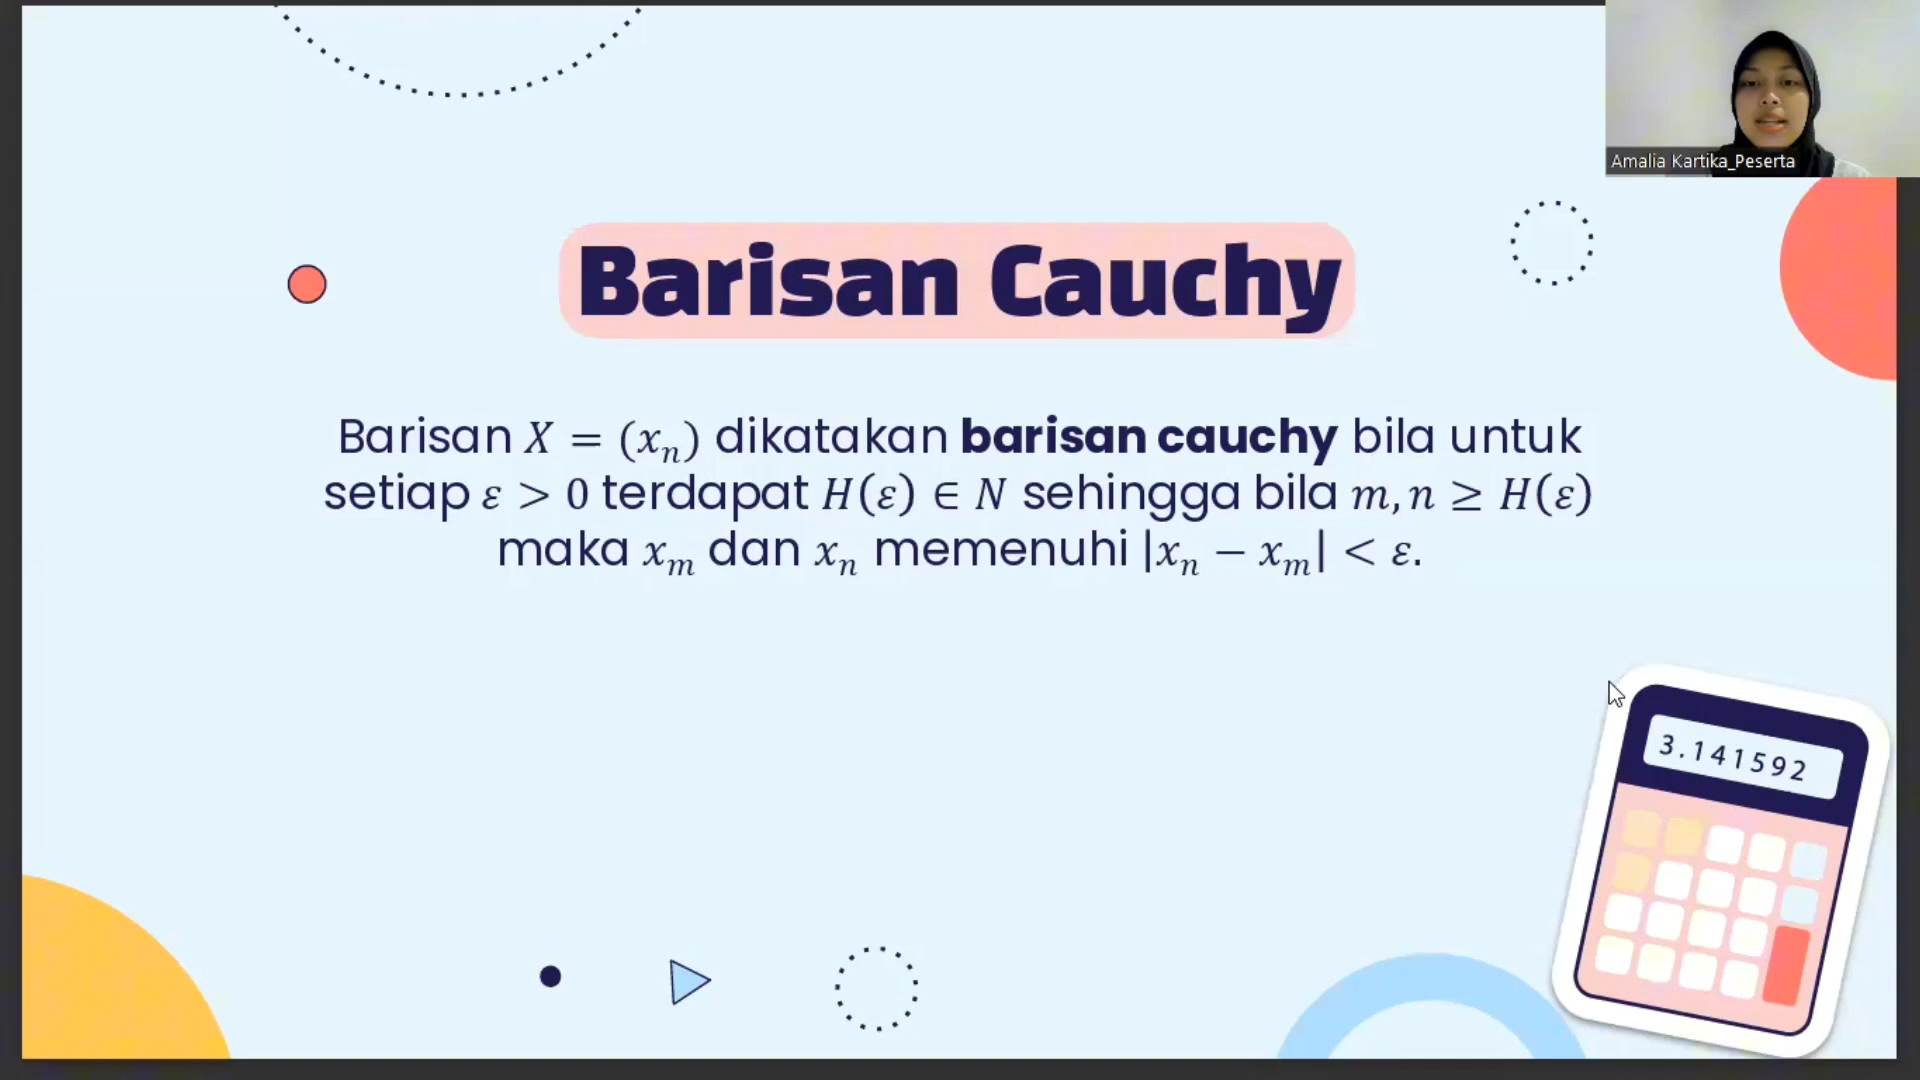 Amalia Kartika_Peserta
Barisan Cauchy
Barisan X = (xₙ) dikatakan barisan cauchy bila untuk
setiap ε > 0 terdapat H(ε) ∈ N sehingga bila m, n ≥ H(ε)
maka xₘ dan xₙ memenuhi |xₙ − xₘ| < ε.
3.141592